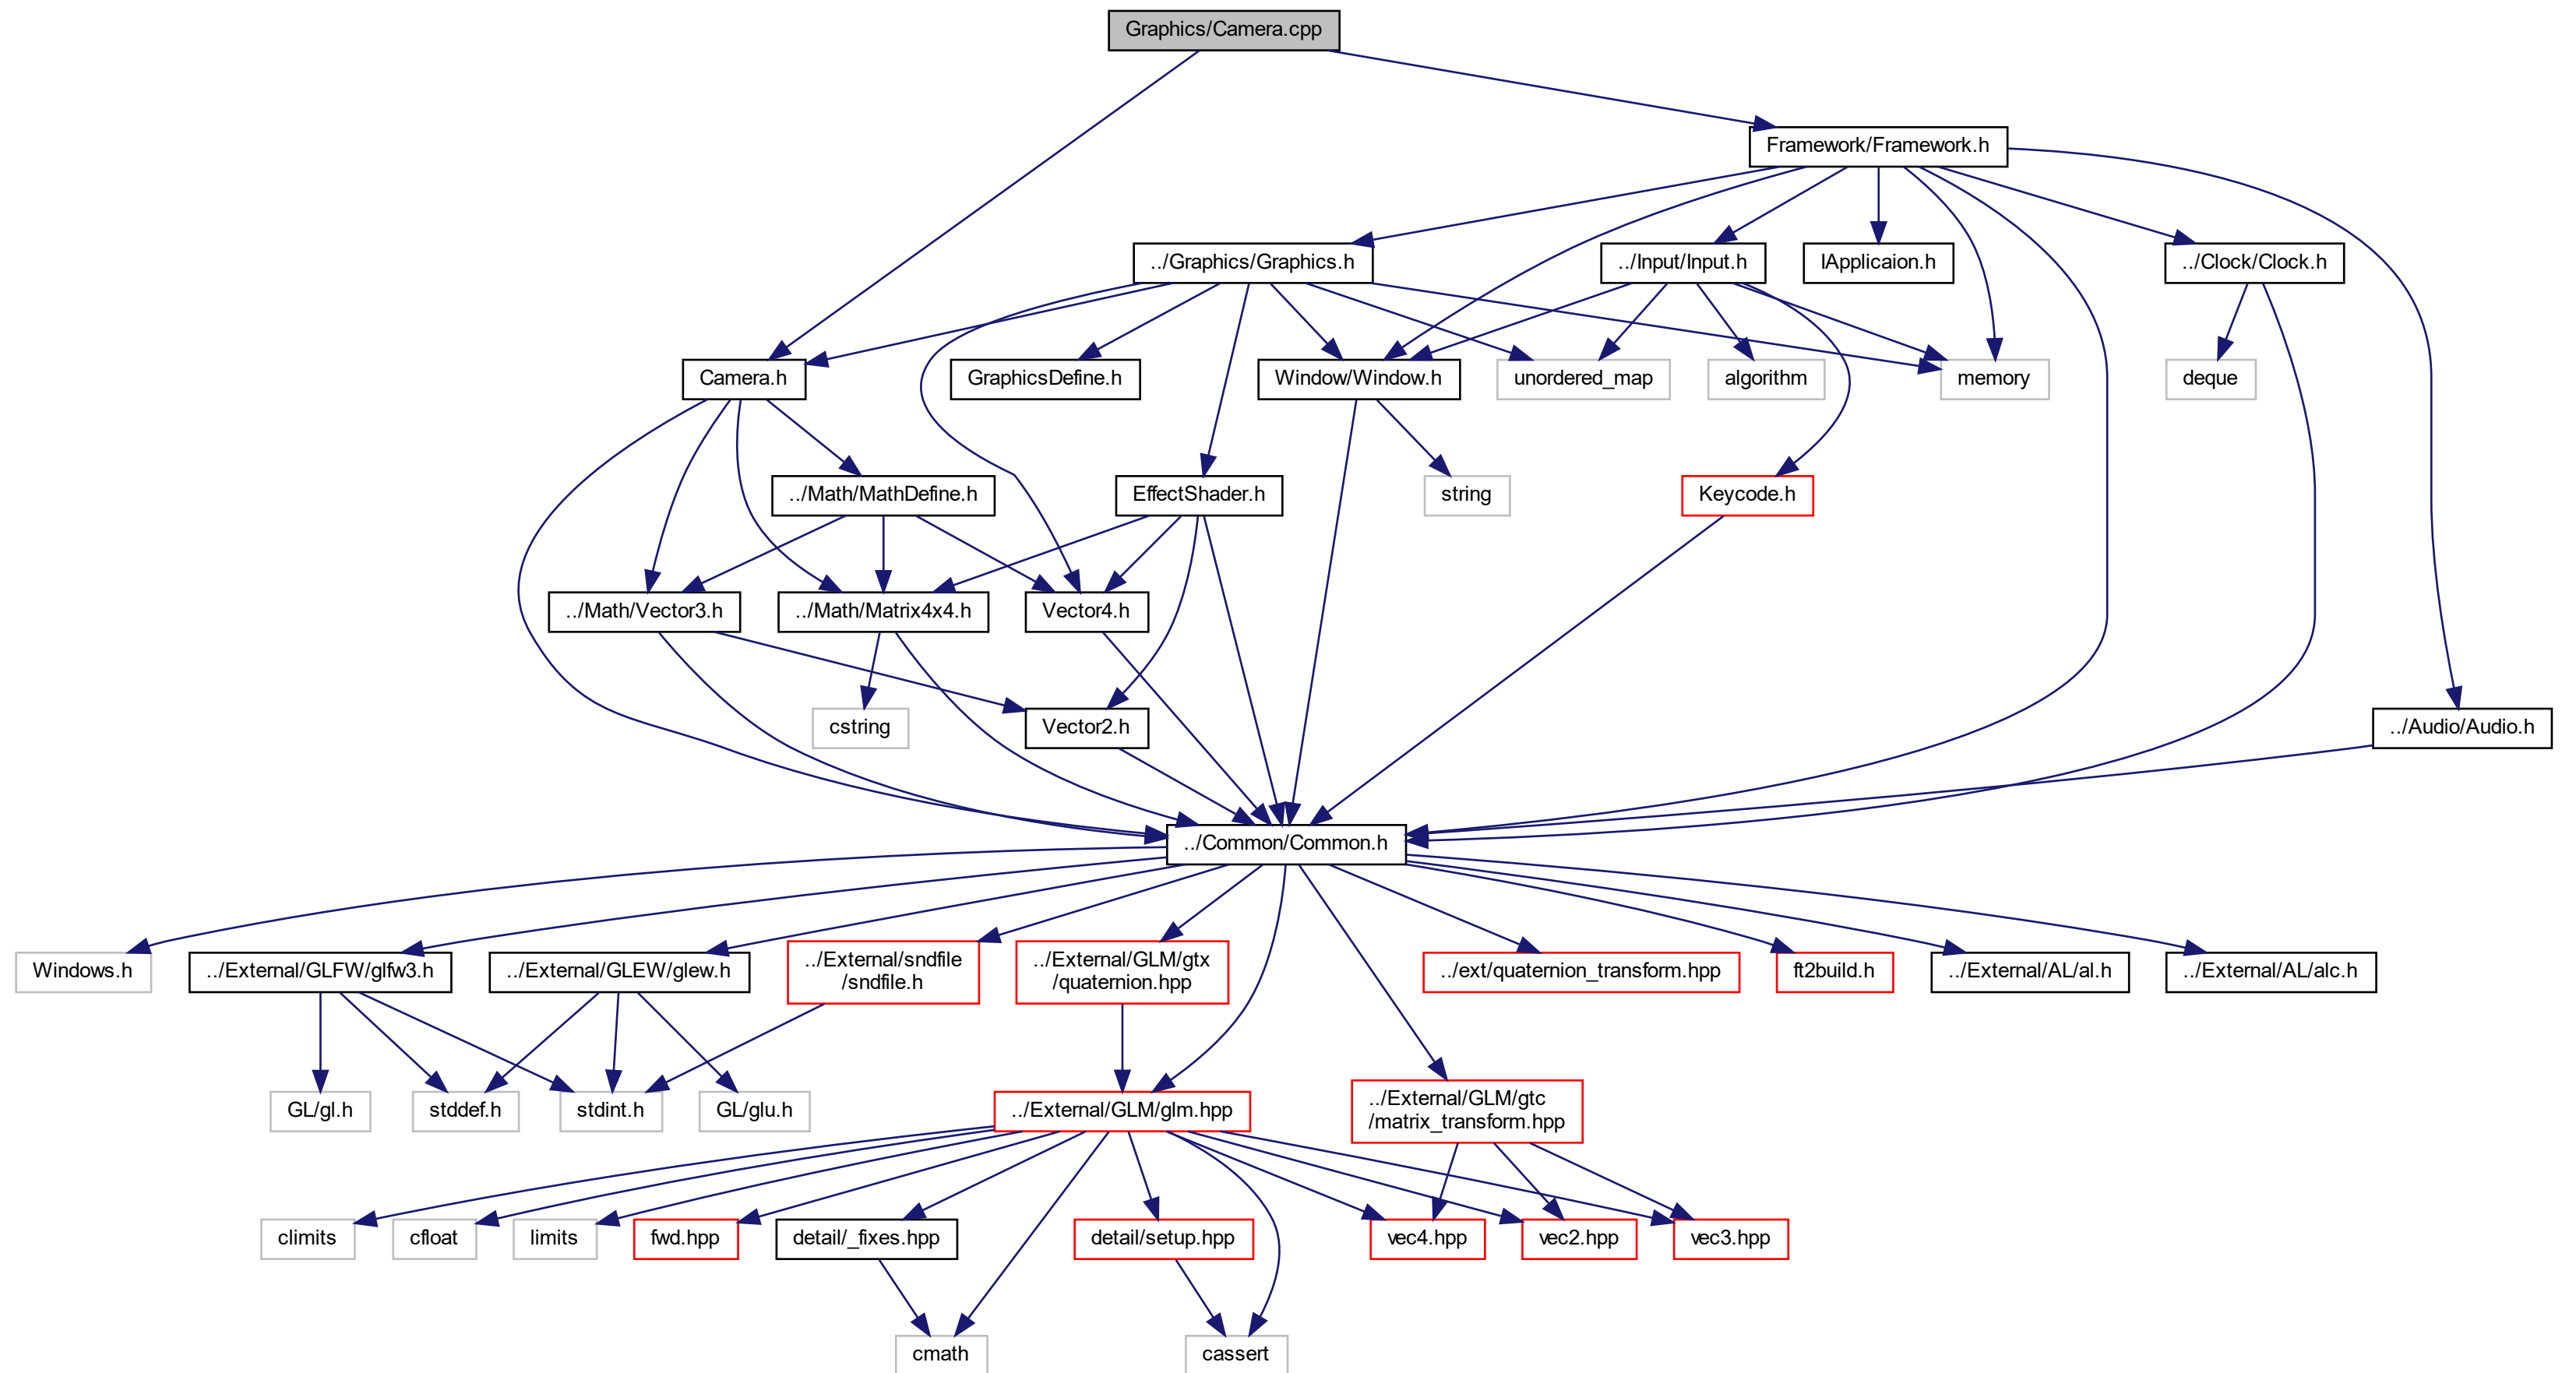 Graphics/Camera.cpp
Framework/Framework.h
../Graphics/Graphics.h
../Input/Input.h
IApplicaion.h
../Clock/Clock.h
Camera.h
GraphicsDefine.h
Window/Window.h
unordered_map
algorithm
memory
deque
../Math/MathDefine.h
EffectShader.h
string
Keycode.h
../Math/Vector3.h
../Math/Matrix4x4.h
Vector4.h
cstring
Vector2.h
../Audio/Audio.h
../Common/Common.h
Windows.h
../External/GLFW/glfw3.h
../External/GLEW/glew.h
../External/sndfile
/sndfile.h
../External/GLM/gtx
/quaternion.hpp
../ext/quaternion_transform.hpp
ft2build.h
../External/AL/al.h
../External/AL/alc.h
GL/gl.h
stddef.h
stdint.h
GL/glu.h
../External/GLM/glm.hpp
../External/GLM/gtc
/matrix_transform.hpp
climits
cfloat
limits
fwd.hpp
detail/_fixes.hpp
detail/setup.hpp
vec4.hpp
vec2.hpp
vec3.hpp
cmath
cassert